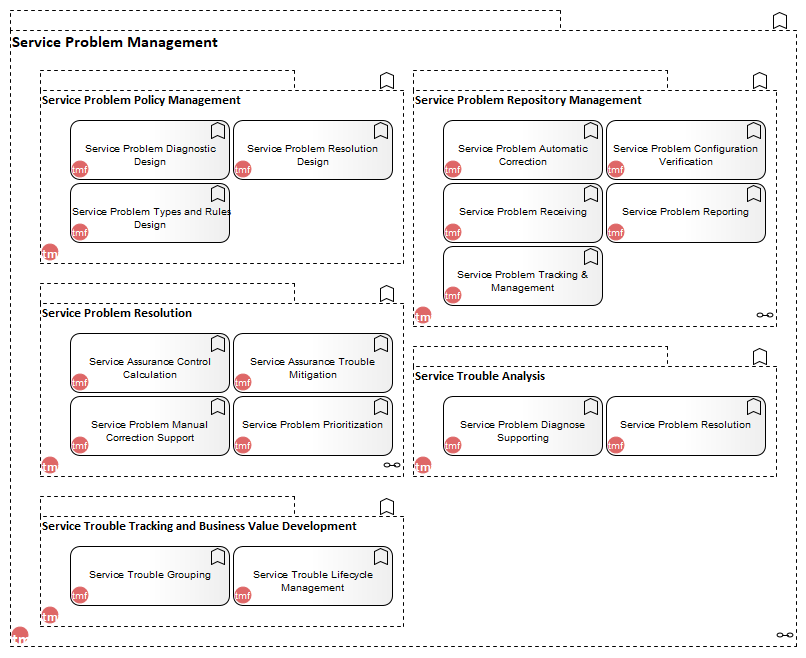 Service Problem Management
Service Problem Policy Management
Service Problem Diagnostic
Design
tmf
Service Problem Resolution
Design
tmf
Service Problem Types and Rules
Design
tmf
tm
Service Problem Repository Management
Service Problem Automatic
Correction
tmf
Service Problem Configuration
Verification
tmf
Service Problem Receiving
tmf
Service Problem Reporting
tmf
Service Problem Tracking &
Management
tmf
tm
Service Problem Resolution
Service Assurance Control
Calculation
tmf
Service Assurance Trouble
Mitigation
tmf
Service Problem Manual
Correction Support
tmf
Service Problem Prioritization
tmf
tm
Service Trouble Analysis
Service Problem Diagnose
Supporting
tmf
Service Problem Resolution
tmf
tm
Service Trouble Tracking and Business Value Development
Service Trouble Grouping
tmf
Service Trouble Lifecycle
Management
tmf
tm
tm